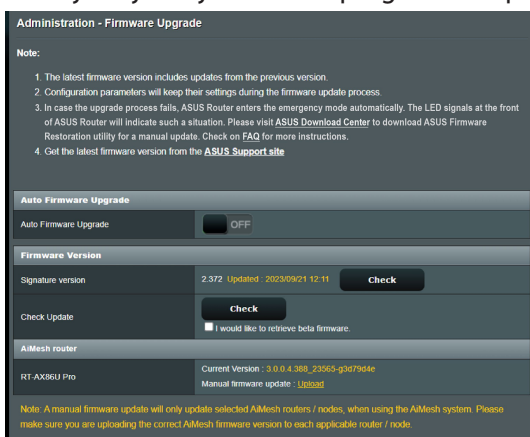 Administration - Firmware Upgrade
Note:
1. The latest firmware version includes updates from the previous version.
2. Configuration parameters will keep their settings during the firmware update process.
3. In case the upgrade process fails, ASUS Router enters the emergency mode automatically. The LED signals at the front
of ASUS Router will indicate such a situation. Please visit ASUS Download Center to download ASUS Firmware
Restoration utility for a manual update. Check on FAQ for more instructions.
4. Get the latest firmware version from the ASUS Support site
Auto Firmware Upgrade
Auto Firmware Upgrade OFF
Firmware Version
Signature version 2.372 Updated : 2023/09/21 12:11 Check
Check Update Check
I would like to retrieve beta firmware.
AiMesh router
RT-AX86U Pro Current Version : 3.0.0.4.388_23565-g3d79d4e
Manual firmware update : Upload
Note: A manual firmware update will only update selected AiMesh routers / nodes, when using the AiMesh system. Please
make sure you are uploading the correct AiMesh firmware version to each applicable router / node.